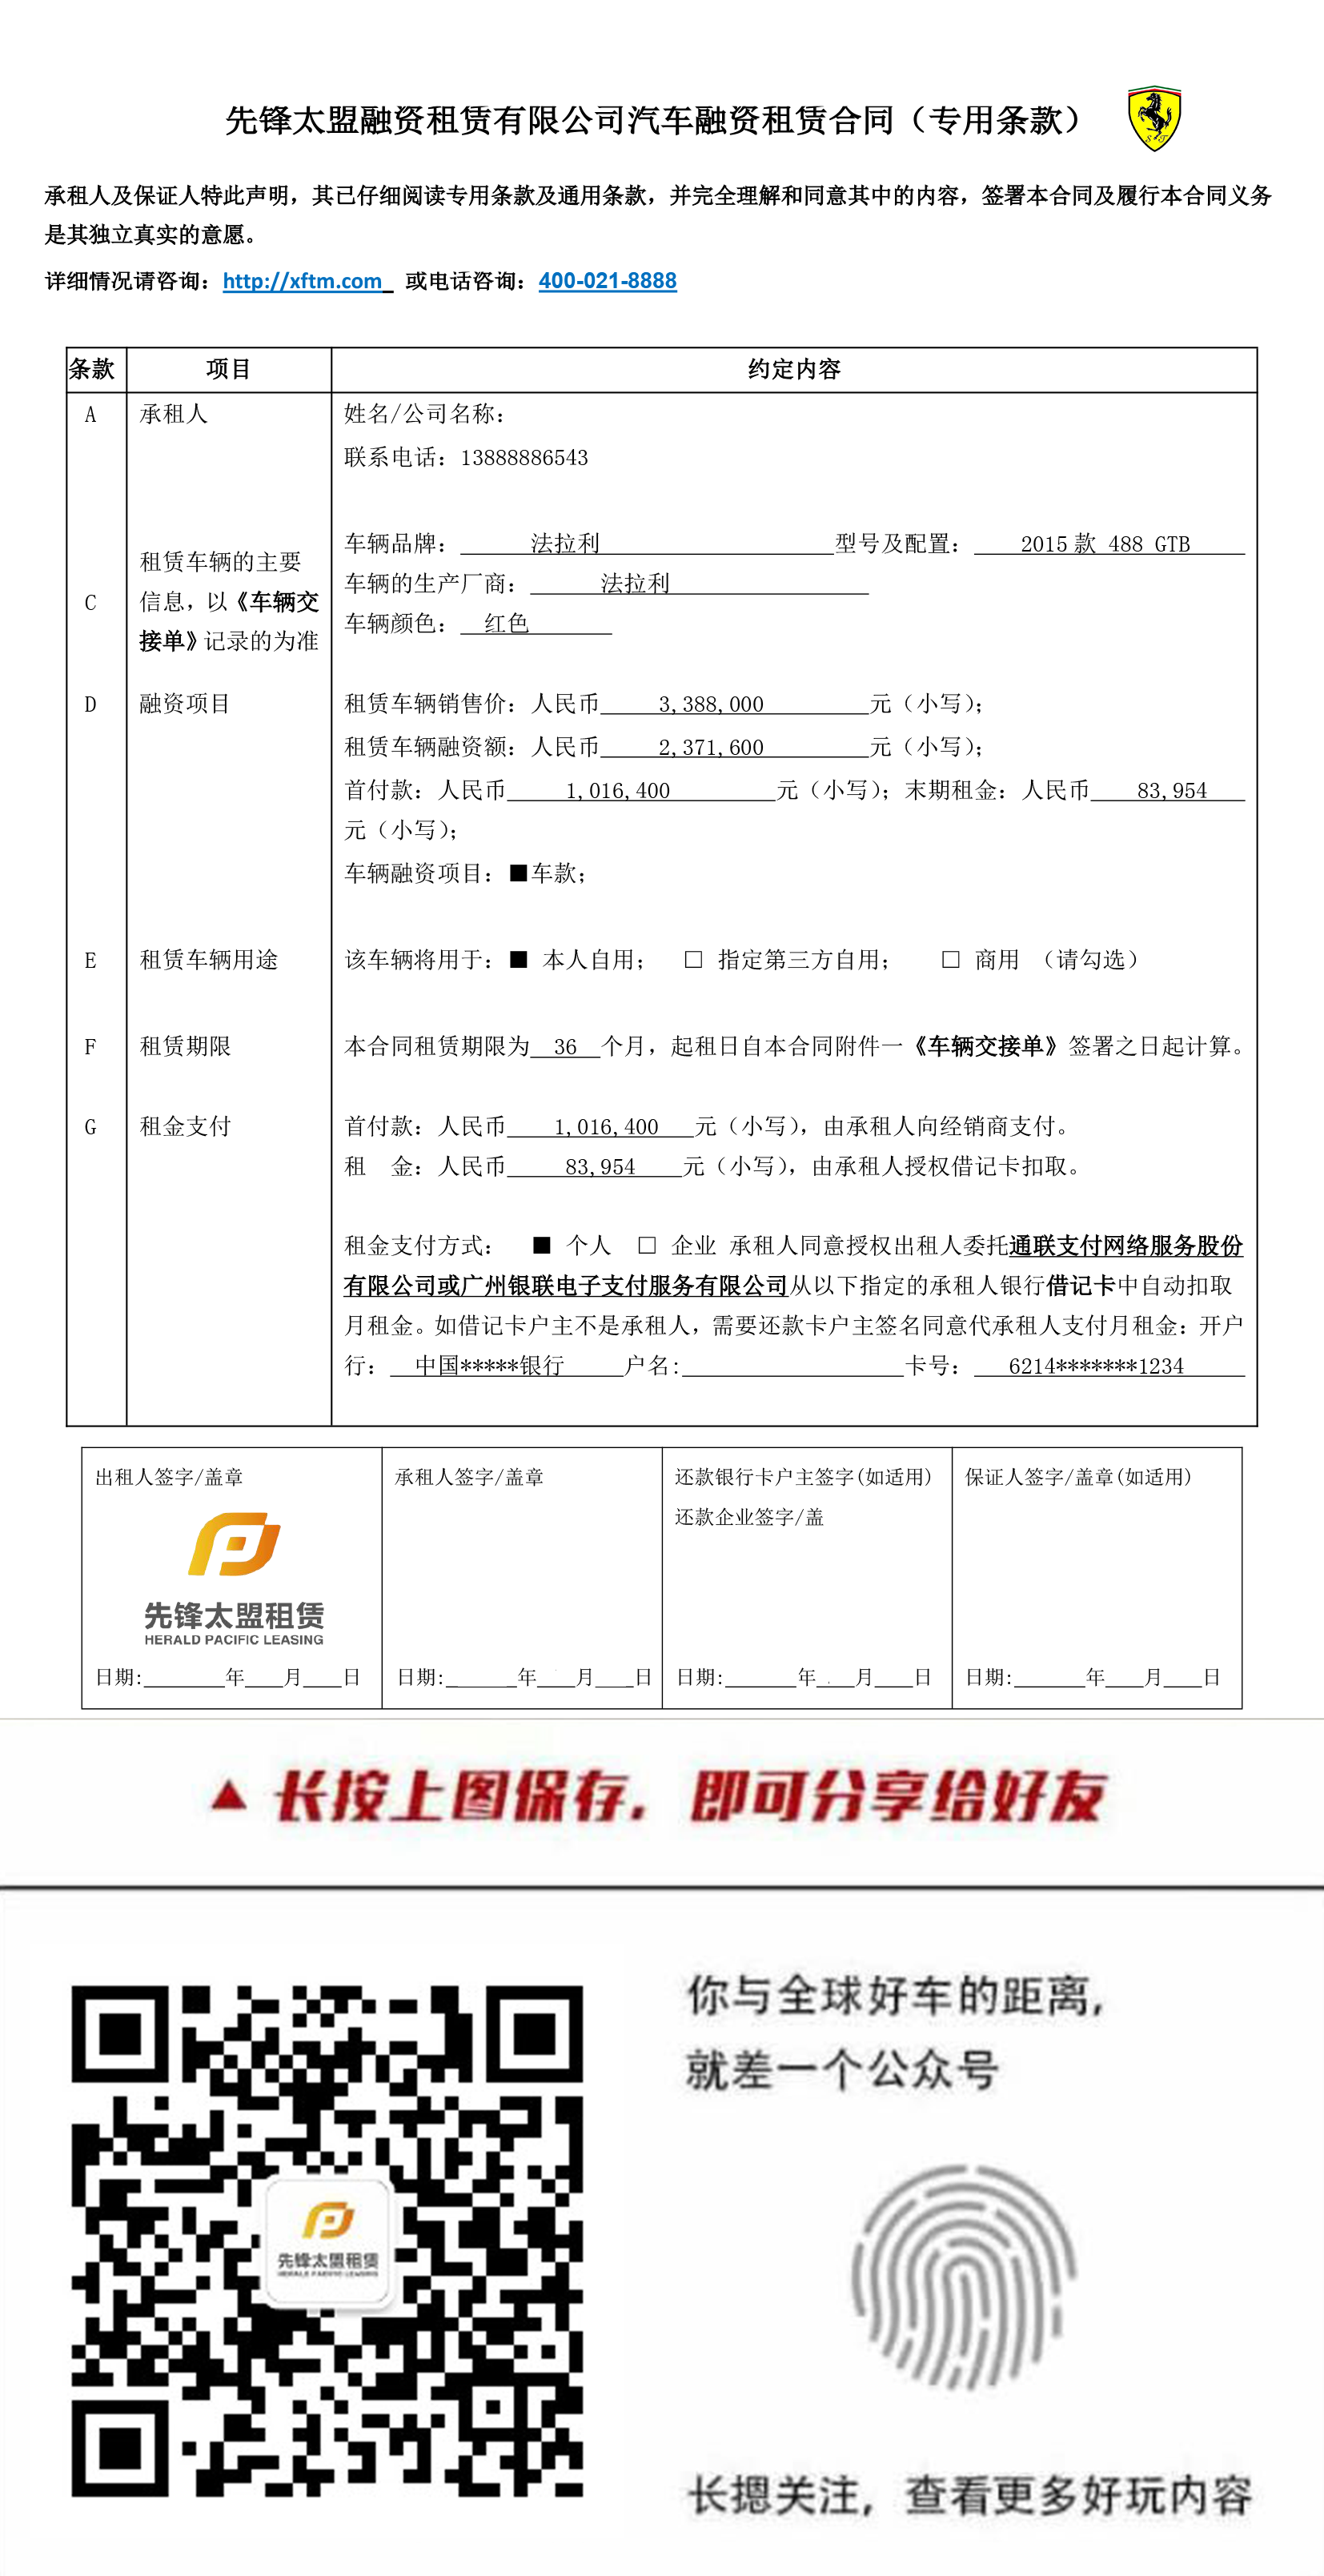 先锋太盟融资租赁有限公司汽车融资租赁合同（专用条款）
S F
承租人及保证人特此声明，其已仔细阅读专用条款及通用条款，并完全理解和同意其中的内容，签署本合同及履行本合同义务
是其独立真实的意愿。
详细情况请咨询：http://xftm.com 或电话咨询：400-021-8888
条款 项目 约定内容
A 承租人 姓名/公司名称：
联系电话：13888886543
C 租赁车辆的主要
信息，以《车辆交
接单》记录的为准
车辆品牌： 法拉利 型号及配置： 2015款 488 GTB
车辆的生产厂商： 法拉利
车辆颜色： 红色
D 融资项目 租赁车辆销售价：人民币 3,388,000 元（小写）；
租赁车辆融资额：人民币 2,371,600 元（小写）；
首付款：人民币 1,016,400 元（小写）；末期租金：人民币 83,954
元（小写）；
车辆融资项目：■车款；
E 租赁车辆用途 该车辆将用于：■ 本人自用； □ 指定第三方自用； □ 商用 （请勾选）
F 租赁期限 本合同租赁期限为 36 个月，起租日自本合同附件一《车辆交接单》签署之日起计算。
G 租金支付 首付款：人民币 1,016,400 元（小写），由承租人向经销商支付。
租 金：人民币 83,954 元（小写），由承租人授权借记卡扣取。
租金支付方式： ■ 个人 □ 企业 承租人同意授权出租人委托通联支付网络服务股份
有限公司或广州银联电子支付服务有限公司从以下指定的承租人银行借记卡中自动扣取
月租金。如借记卡户主不是承租人，需要还款卡户主签名同意代承租人支付月租金：开户
行： 中国*****银行 户名： 卡号： 6214*******1234
出租人签字/盖章 承租人签字/盖章 还款银行卡户主签字(如适用) 保证人签字/盖章(如适用)
还款企业签字/盖
先锋太盟租赁
HERALD PACIFIC LEASING
日期:____年__月__日 日期:____年__月__日 日期:____年__月__日 日期:____年__月__日
▲ 长按上图保存，即可分享给好友
你与全球好车的距离，
就差一个公众号
先锋太盟租赁
HERALD PACIFIC LEASING
长摁关注，查看更多好玩内容